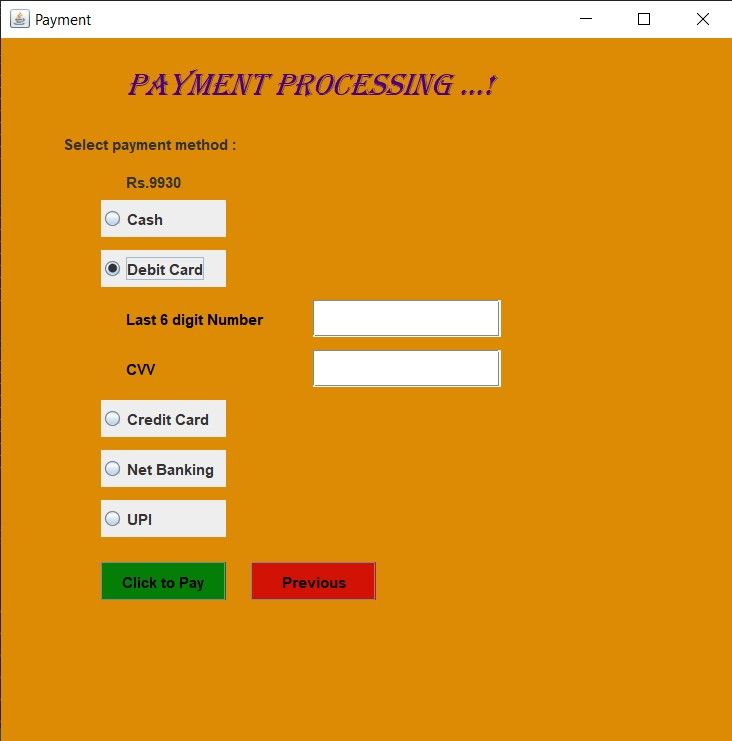 Payment
PAYMENT PROCESSING ...!
Select payment method :
Rs.9930
Cash
Debit Card
Last 6 digit Number
CVV
Credit Card
Net Banking
UPI
Click to Pay Previous